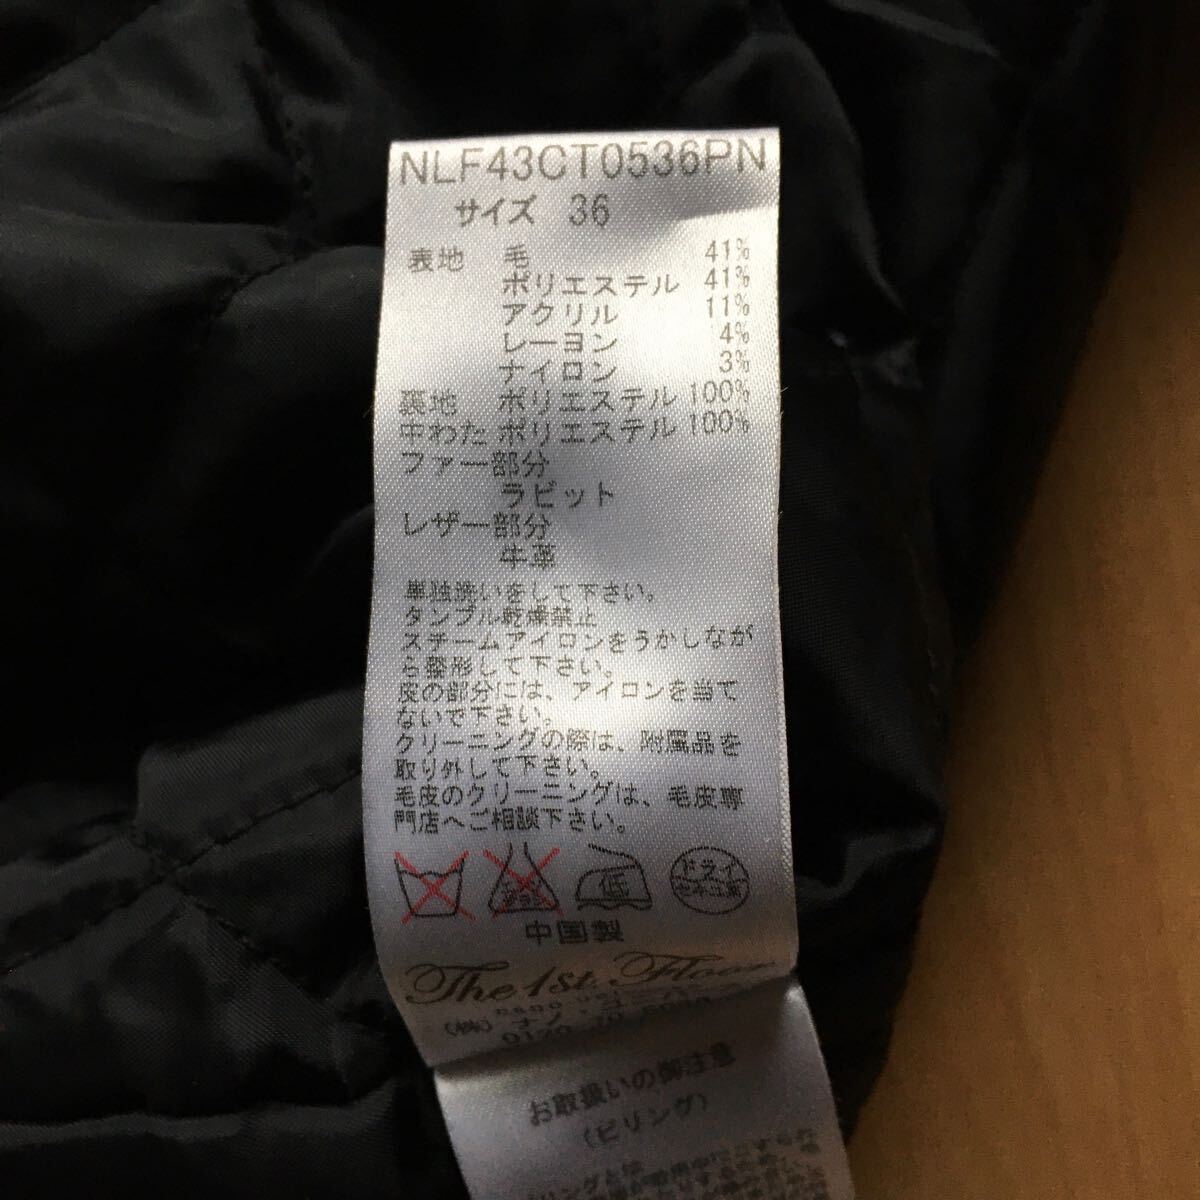 NLF43CT0536PN
サイズ 36
表地 毛 41%
ポリエステル 41%
アクリル 11%
レーヨン 4%
ナイロン 3%
裏地 ポリエステル 100%
中わた ポリエステル 100%
ファー部分
ラビット
レザー部分
牛革
単独洗いをして下さい。
タンブル乾燥禁止
スチームアイロンをうかしなが
ら整形して下さい。
皮の部分には、アイロンを当て
ないで下さい。
クリーニングの際は、附属品を
取り外して下さい。
毛皮のクリーニングは、毛皮専
門店へご相談下さい。
低 ドライ
セキユ系
中国製
The 1st. Floor
(株)
お取扱いの御注意
(ピリング)